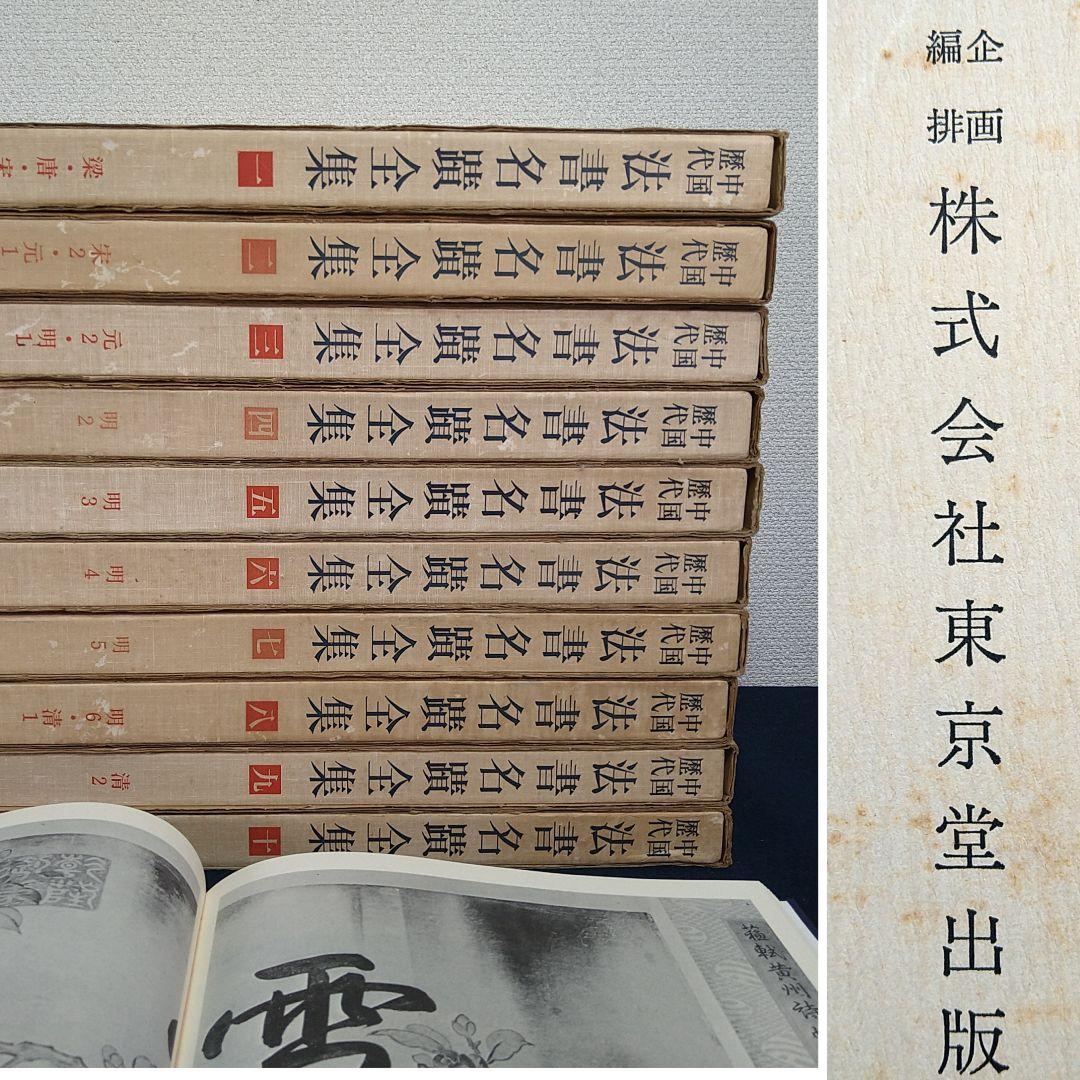 中国歴代法書名蹟全集 一 梁・唐・宋
中国歴代法書名蹟全集 二 宋2・元1
中国歴代法書名蹟全集 三 元2・明1
中国歴代法書名蹟全集 四 明2
中国歴代法書名蹟全集 五 明3
中国歴代法書名蹟全集 六 明4
中国歴代法書名蹟全集 七 明5
中国歴代法書名蹟全集 八 明6・清1
中国歴代法書名蹟全集 九 清2
中国歴代法書名蹟全集 十
雪
軾黄州
企画
編排
株式会社東京堂出版